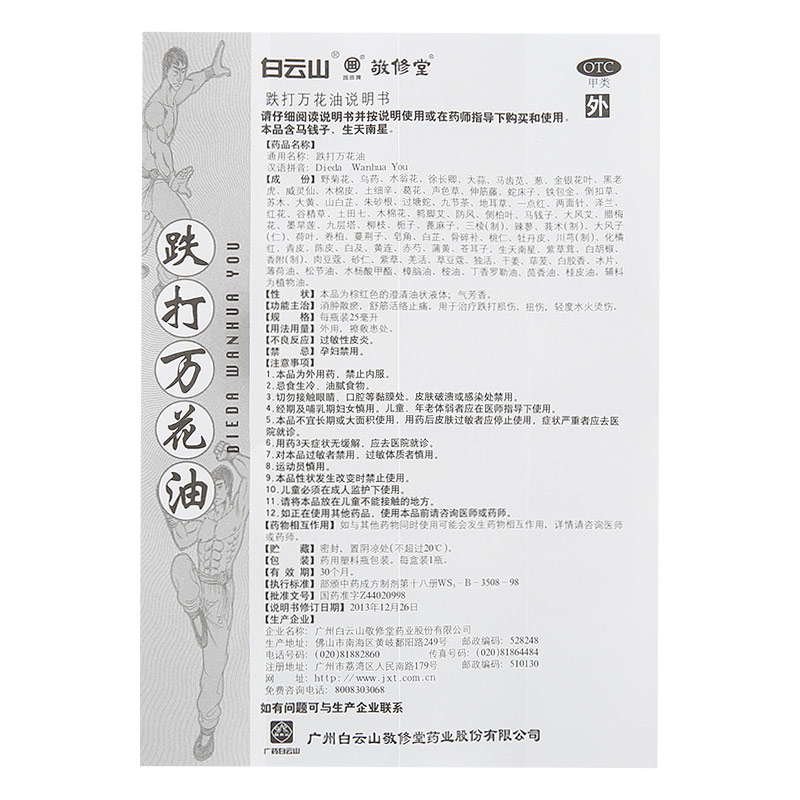 白云山® 园田牌 敬修堂®
OTC
甲类
外
跌打万花油说明书
请仔细阅读说明书并按说明使用或在药师指导下购买和使用。
本品含马钱子、生天南星。
【药品名称】
通用名称：跌打万花油
汉语拼音：Dieda Wanhua You
【成 份】野菊花、乌药、水翁花、徐长卿、大蒜、马齿苋、葱、金银花叶、黑老
虎、威灵仙、木棉皮、土细辛、葛花、声色草、伸筋藤、蛇床子、铁包金、倒扣草、
苏木、大黄、山白芷、朱砂根、过塘蛇、九节茶、地耳草、一点红、两面针、泽兰、
红花、谷精草、土田七、木棉花、鸭脚艾、防风、侧柏叶、马钱子、大风艾、腊梅
花、墨旱莲、九层塔、柳枝、栀子、蓖麻子、三棱(制)、辣蓼、莪术(制)、大风子
(仁)、荷叶、卷柏、蔓荆子、皂角、白芷、骨碎补、桃仁、牡丹皮、川芎(制)、化橘
红、青皮、陈皮、白及、黄连、赤芍、蒲黄、苍耳子、生天南星、紫草茸、白胡椒、
香附(制)、肉豆蔻、砂仁、紫草、羌活、草豆蔻、独活、干姜、荜茇、白胶香、冰片、
薄荷油、松节油、水杨酸甲酯、樟脑油、桉油、丁香罗勒油、茴香油、桂皮油，辅料
为植物油。
【性 状】本品为棕红色的澄清油状液体；气芳香。
【功能主治】消肿散瘀，舒筋活络止痛。用于治疗跌打损伤，扭伤，轻度水火烫伤。
【规 格】每瓶装25毫升
【用法用量】外用，擦敷患处。
【不良反应】过敏性皮炎。
【禁 忌】孕妇禁用。
【注意事项】
1.本品为外用药，禁止内服。
2.忌食生冷、油腻食物。
3.切勿接触眼睛、口腔等黏膜处。皮肤破溃或感染处禁用。
4.经期及哺乳期妇女慎用。儿童、年老体弱者应在医师指导下使用。
5.本品不宜长期或大面积使用，用药后皮肤过敏者应停止使用，症状严重者应去医
院就诊。
6.用药3天症状无缓解，应去医院就诊。
7.对本品过敏者禁用，过敏体质者慎用。
8.运动员慎用。
9.本品性状发生改变时禁止使用。
10.儿童必须在成人监护下使用。
11.请将本品放在儿童不能接触的地方。
12.如正在使用其他药品，使用本品前请咨询医师或药师。
【药物相互作用】如与其他药物同时使用可能会发生药物相互作用，详情请咨询医师
或药师。
【贮 藏】密封，置阴凉处(不超过20℃)。
【包 装】药用塑料瓶包装。每盒装1瓶。
【有 效 期】30个月。
【执行标准】部颁中药成方制剂第十八册WS₃-B-3508-98
【批准文号】国药准字Z44020998
【说明书修订日期】2013年12月26日
【生产企业】
企业名称：广州白云山敬修堂药业股份有限公司
生产地址：佛山市南海区黄岐鄱阳路249号 邮政编码：528248
电话号码：(020)81882860 传真号码：(020)81864484
注册地址：广州市荔湾区人民南路179号 邮政编码：510130
网 址：http://www.jxt.com.cn
免费咨询电话：8008303068
如有问题可与生产企业联系
广药白云山
广州白云山敬修堂药业股份有限公司
跌打万花油
DIEDA WANHUA YOU